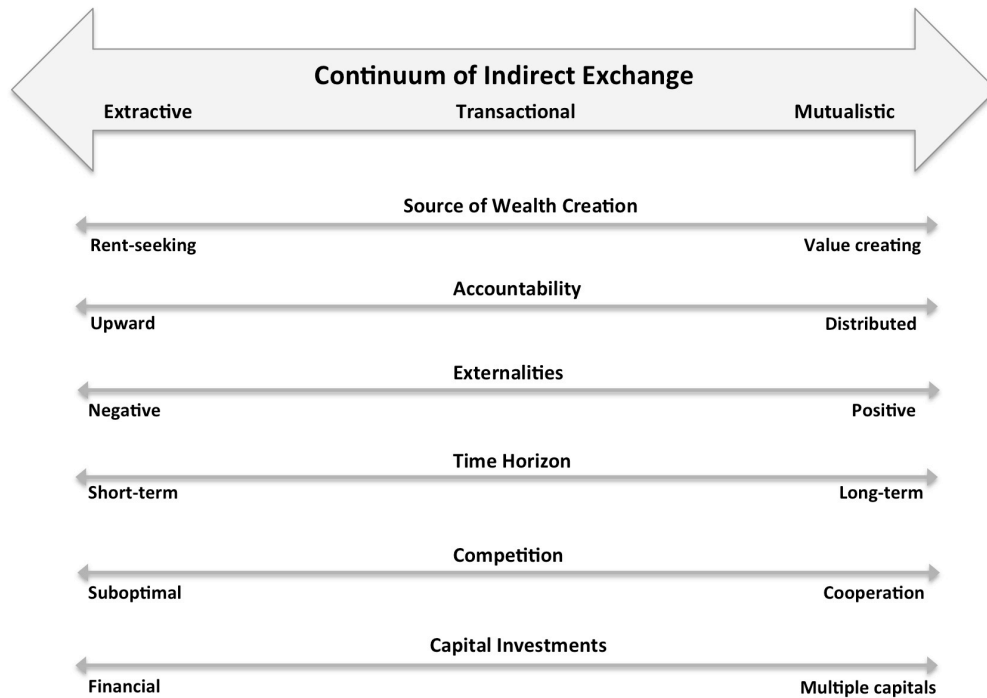 Continuum of Indirect Exchange
Extractive Transactional Mutualistic
Source of Wealth Creation
Rent-seeking Value creating
Accountability
Upward Distributed
Externalities
Negative Positive
Time Horizon
Short-term Long-term
Competition
Suboptimal Cooperation
Capital Investments
Financial Multiple capitals